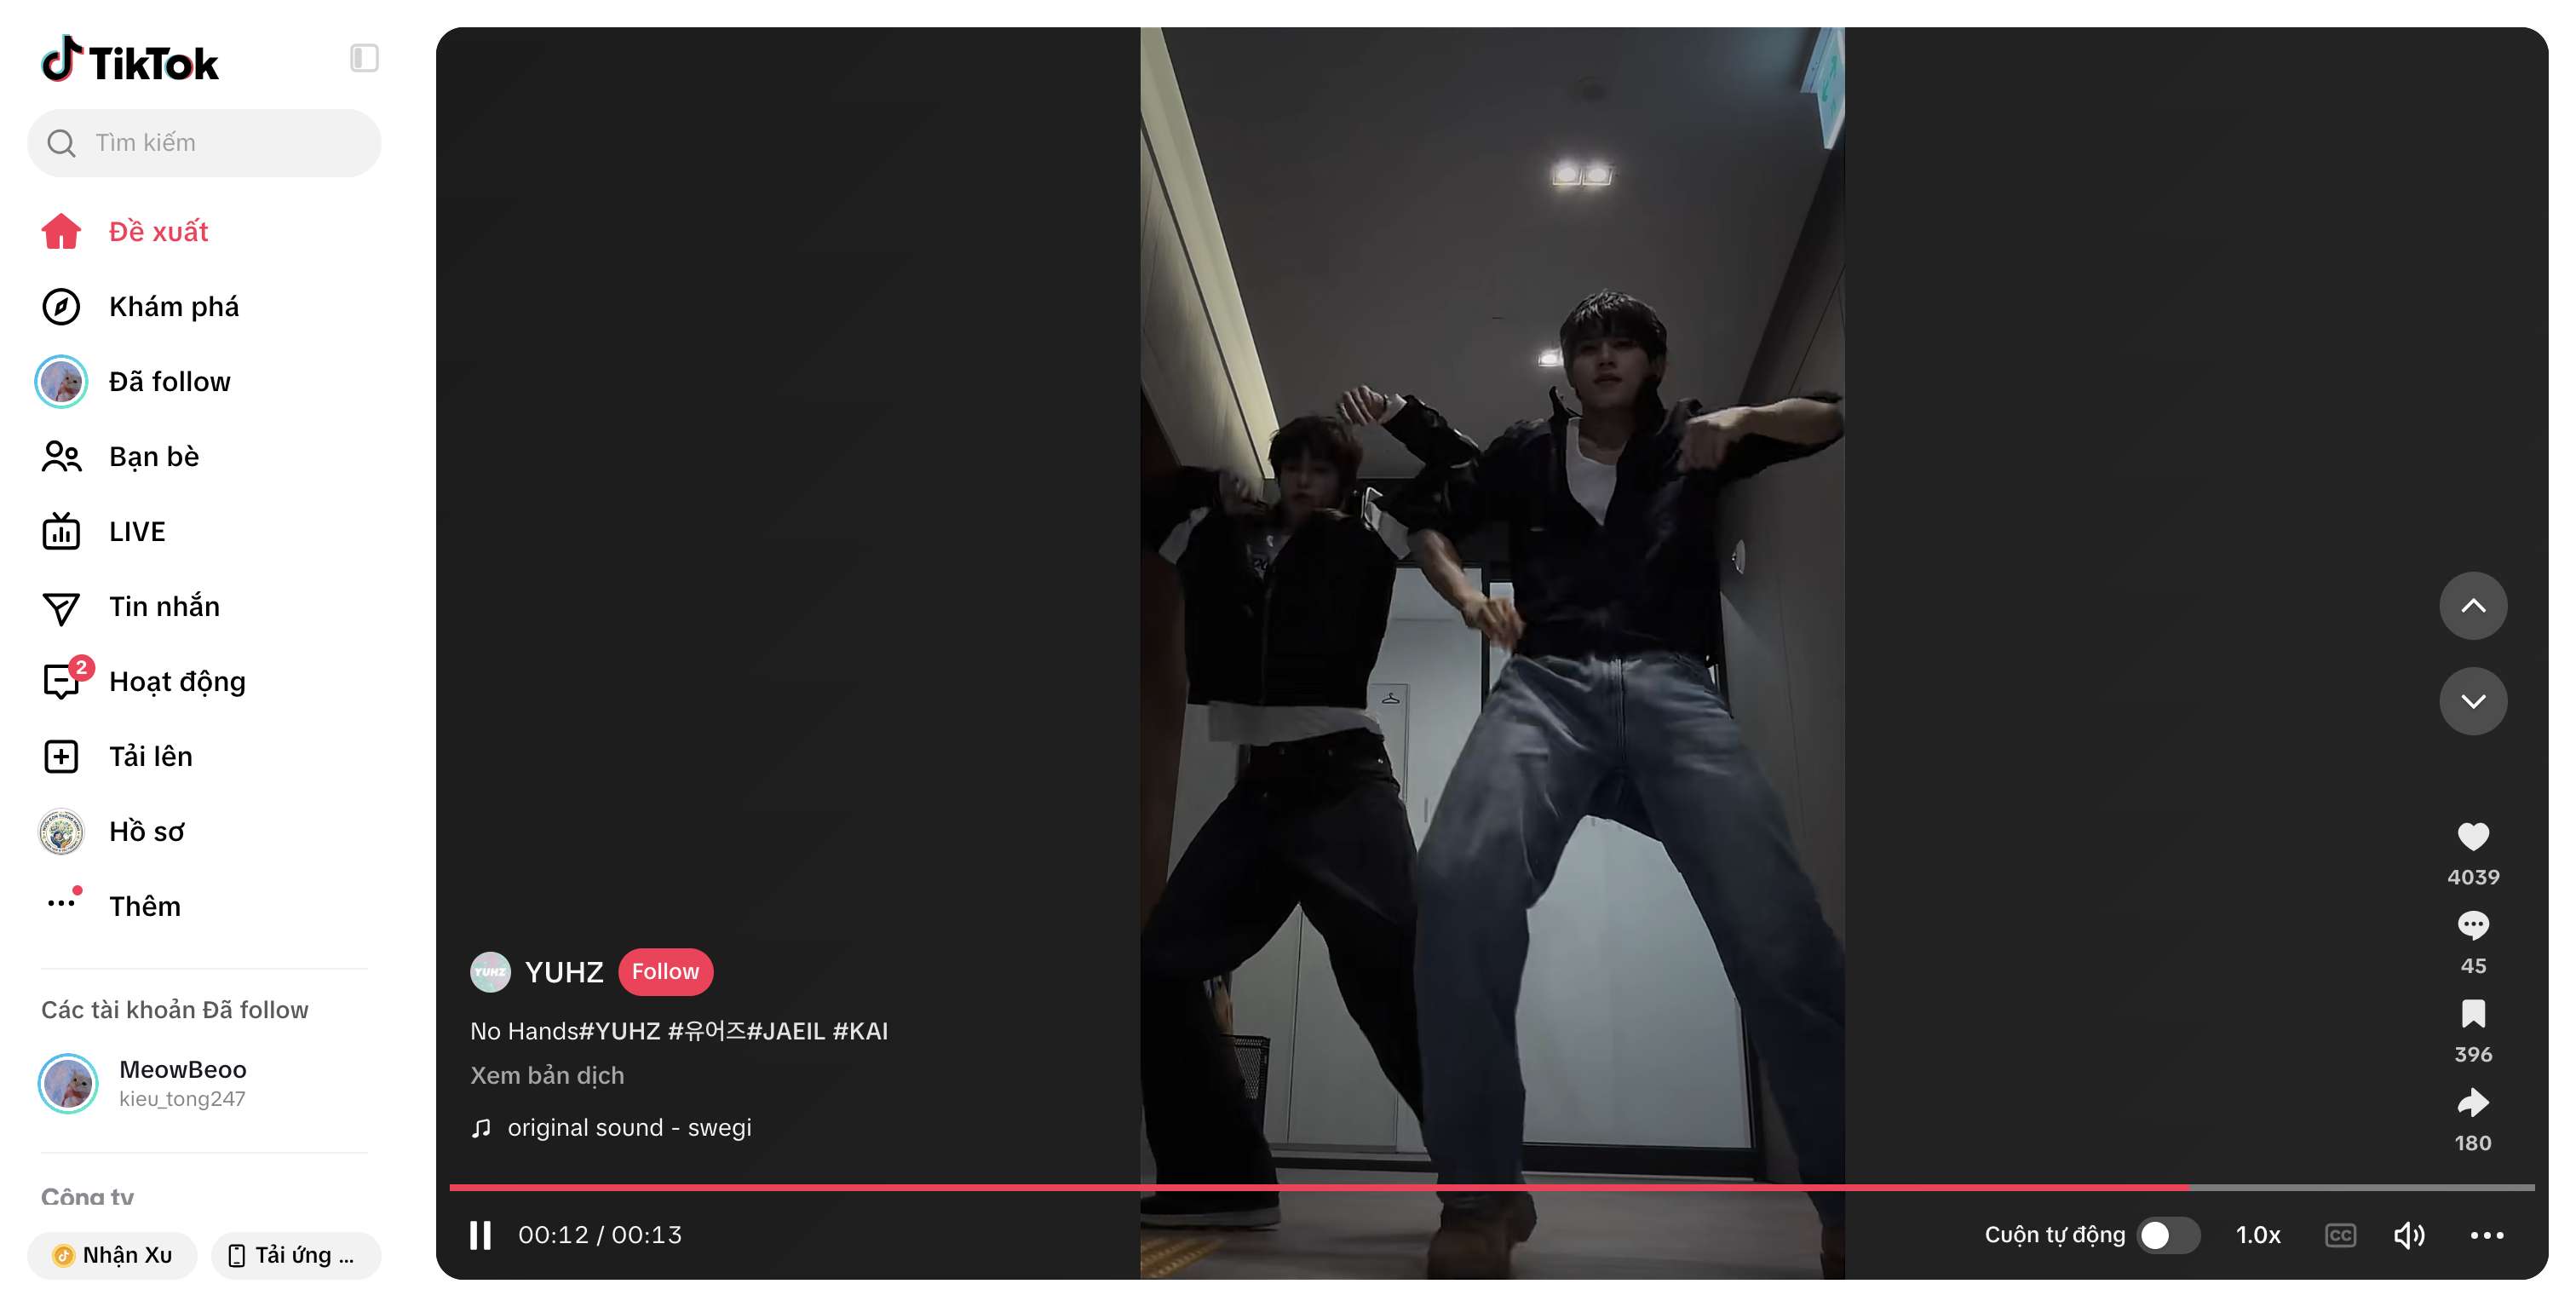 TikTok
Tìm kiếm
Đề xuất
Khám phá
Đã follow
Bạn bè
LIVE
Tin nhắn
2
Hoạt động
Tải lên
Hồ sơ
Thêm
Các tài khoản Đã follow
MeowBeoo
kieu_tong247
Công ty
Nhận Xu
Tải ứng ...
YUHZ
YUHZ
Follow
No Hands#YUHZ #유어즈#JAEIL #KAI
Xem bản dịch
original sound - swegi
00:12 / 00:13
4039
45
396
180
Cuộn tự động
1.0x
CC